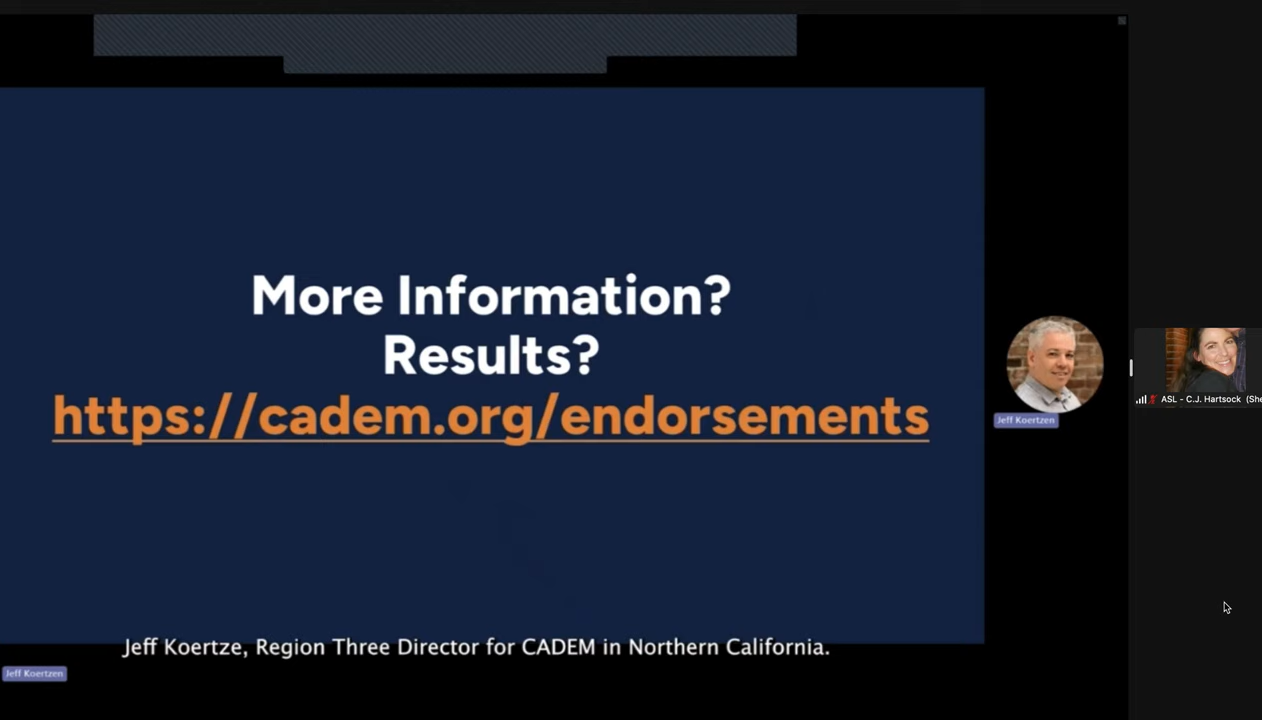 More Information?
Results?
https://cadem.org/endorsements
Jeff Koertzen
ASL - C.J. Hartsock (She
Jeff Koertze, Region Three Director for CADEM in Northern California.
Jeff Koertzen